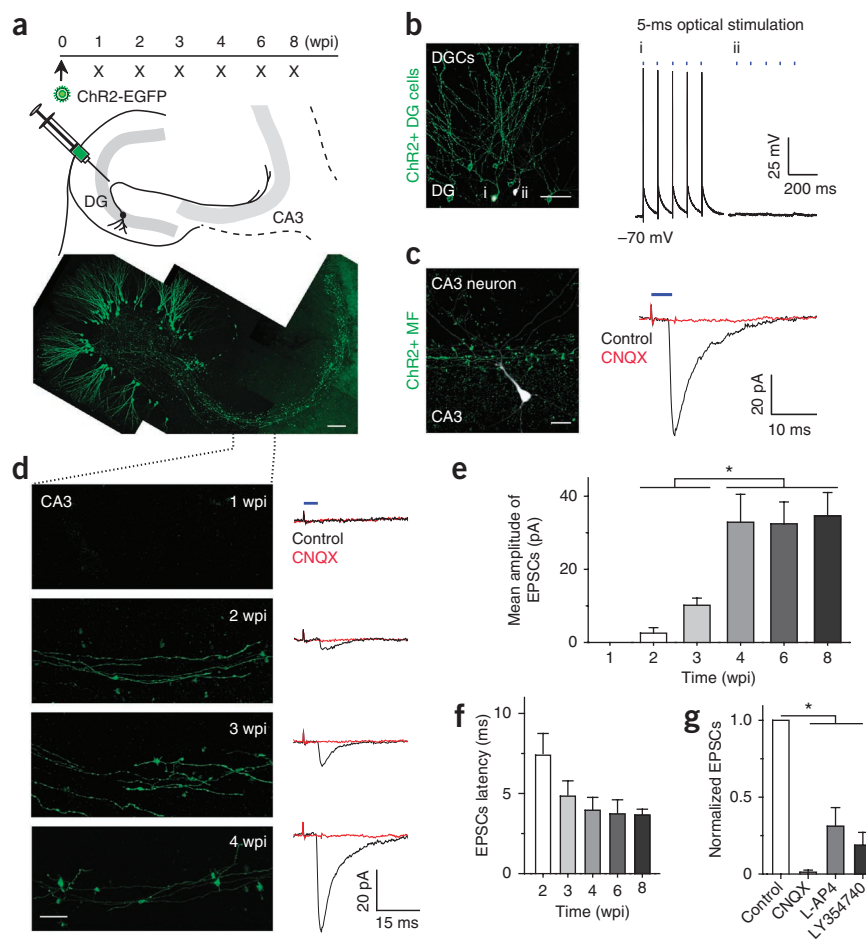 a
0 1 2 3 4 6 8 (wpi)
X X X X X X
ChR2-EGFP
DG
CA3
b
5-ms optical stimulation
ChR2+ DG cells
DGCs
DG
i
ii
i
ii
25 mV
200 ms
–70 mV
c
ChR2+ MF
CA3 neuron
CA3
Control
CNQX
20 pA
10 ms
d
CA3
1 wpi
Control
CNQX
2 wpi
3 wpi
4 wpi
20 pA
15 ms
e
Mean amplitude of
EPSCs (pA)
40
20
0
*
1 2 3 4 6 8
Time (wpi)
f
EPSCs latency (ms)
10
5
0
2 3 4 6 8
Time (wpi)
g
Normalized EPSCs
1.0
0.5
0
*
Control
CNQX
L-AP4
LY354740